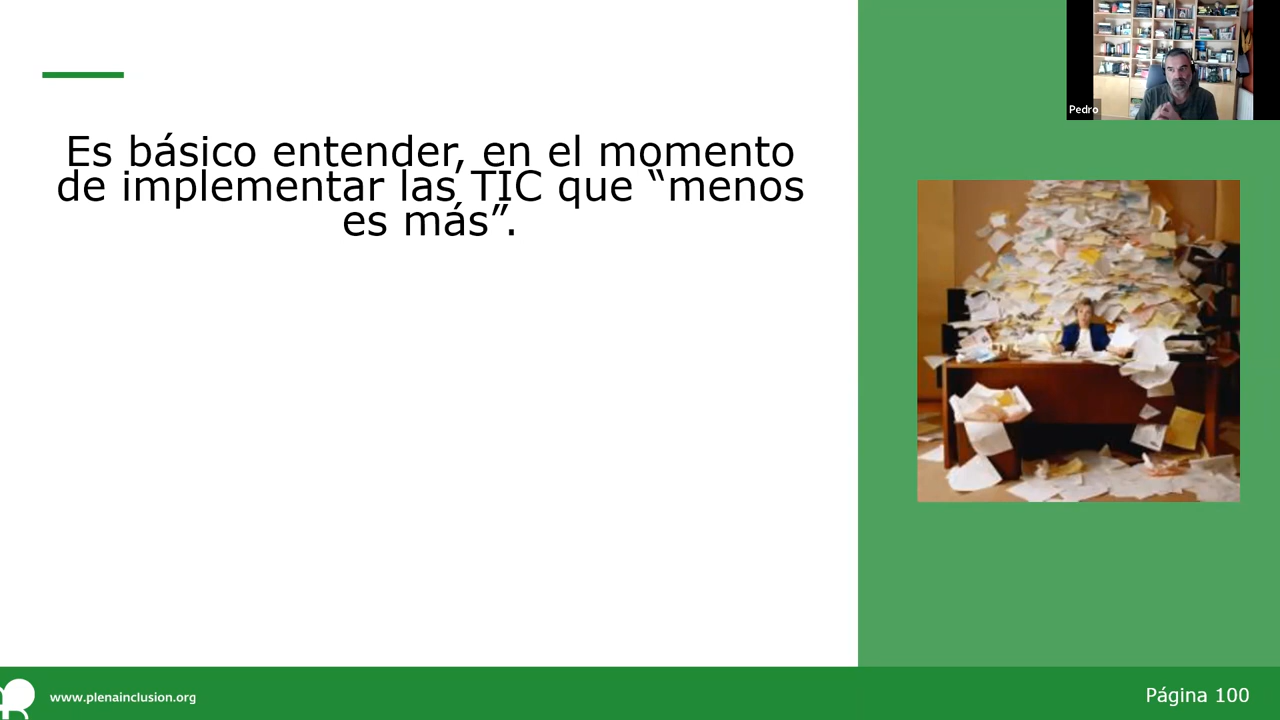 Pedro
Es básico entender, en el momento
de implementar las TIC que “menos
es más”.
www.plenainclusion.org
Página 100